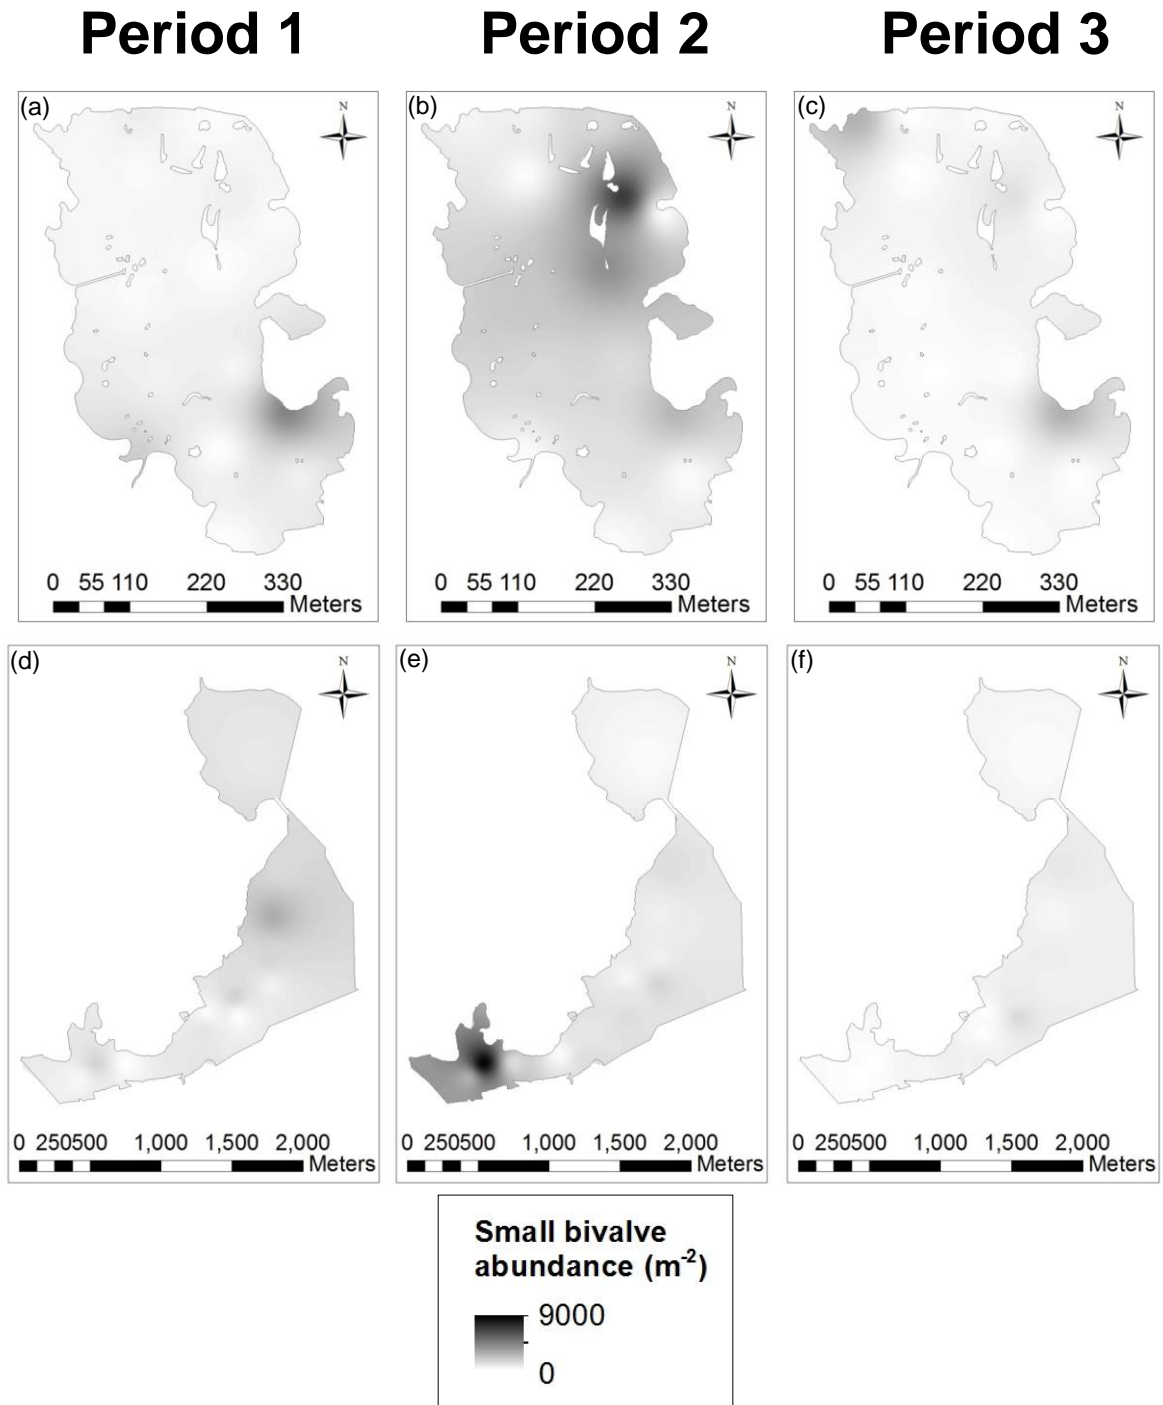 Period 1 Period 2 Period 3
(a) N (b) N (c) N
0 55 110 220 330 0 55 110 220 330 0 55 110 220 330
Meters Meters Meters
(d) N (e) N (f) N
0 250500 1,000 1,500 2,000 0 250500 1,000 1,500 2,000 0 250500 1,000 1,500 2,000
Meters Meters Meters
Small bivalve
abundance (m-2)
9000
0